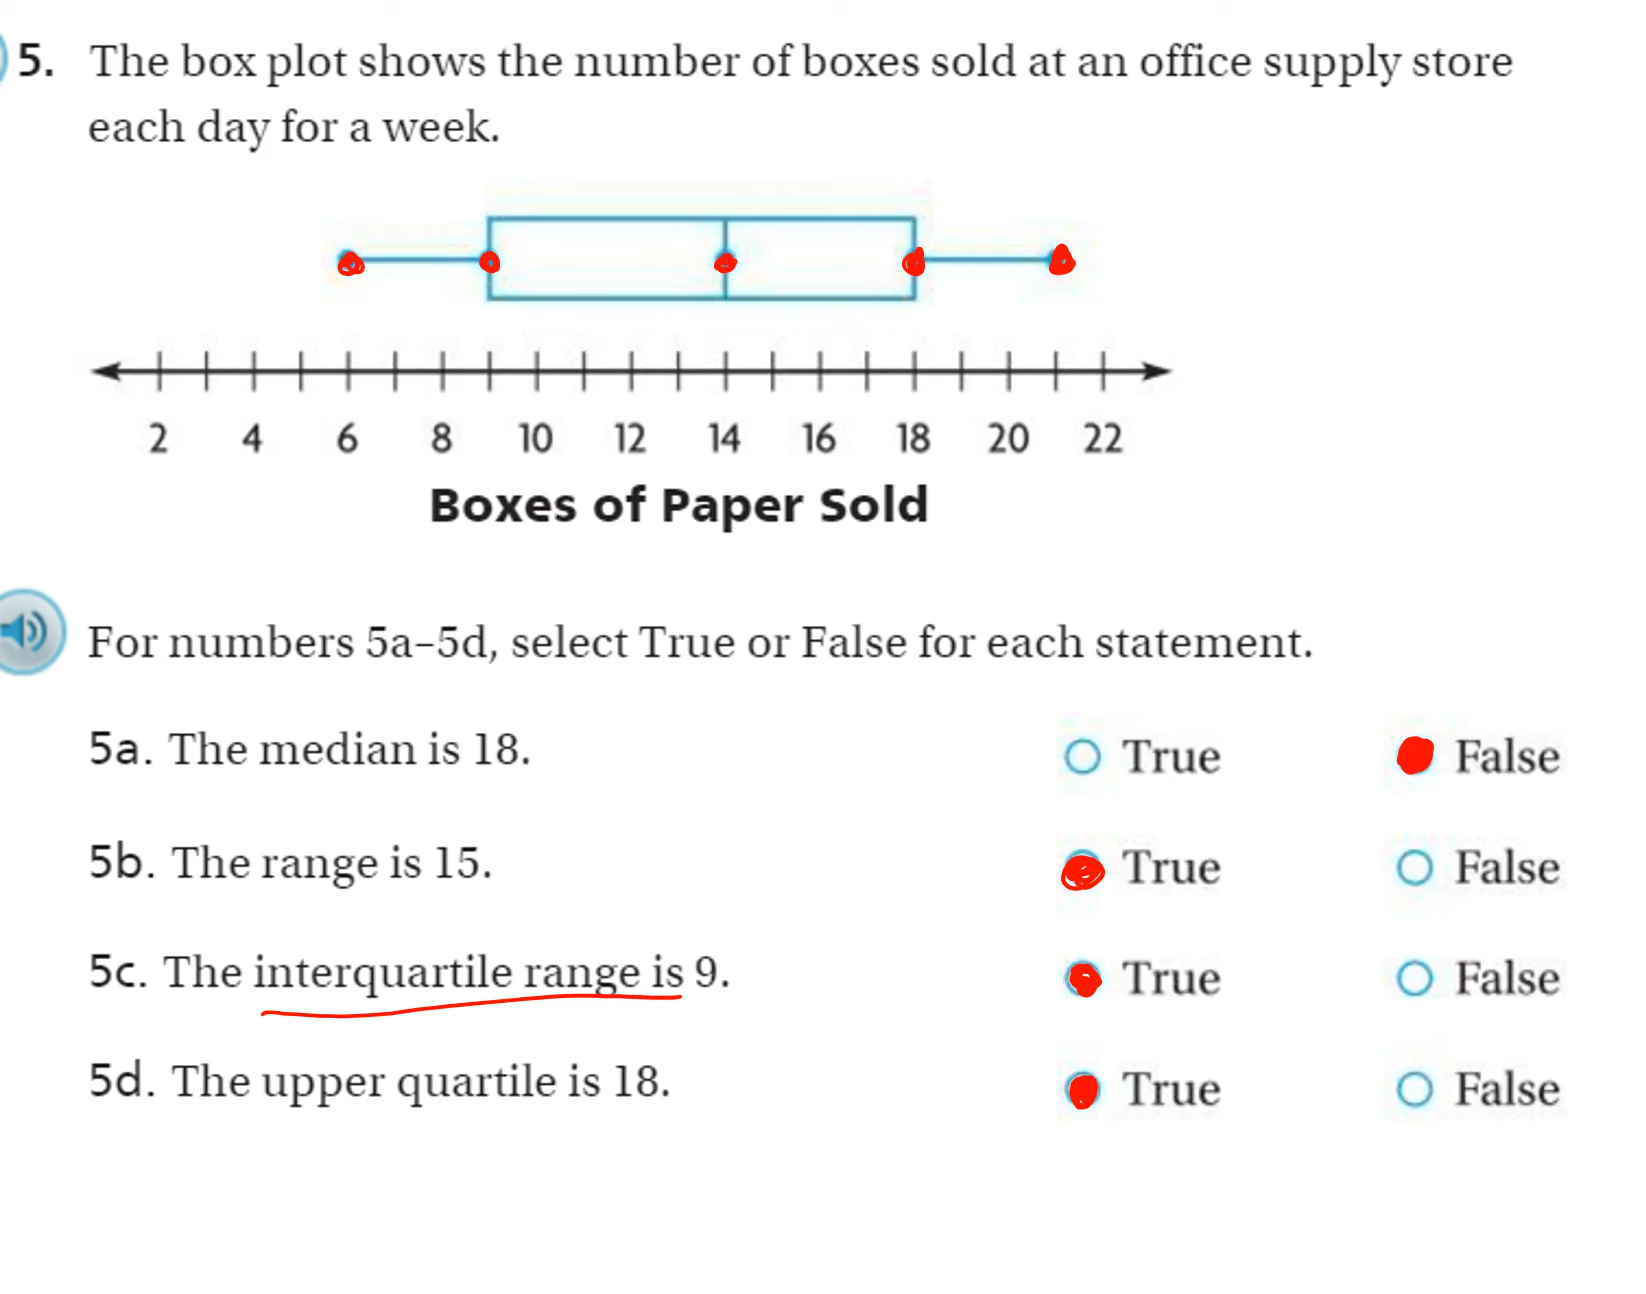 5. The box plot shows the number of boxes sold at an office supply store
each day for a week.
2 4 6 8 10 12 14 16 18 20 22
Boxes of Paper Sold
For numbers 5a–5d, select True or False for each statement.
5a. The median is 18. True False
5b. The range is 15. True False
5c. The interquartile range is 9. True False
5d. The upper quartile is 18. True False